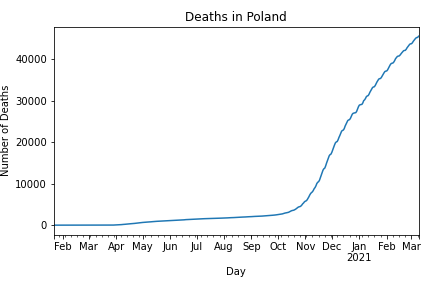 Deaths in Poland
Number of Deaths
40000
30000
20000
10000
0
Feb Mar Apr May Jun Jul Aug Sep Oct Nov Dec Jan Feb Mar
2021
Day